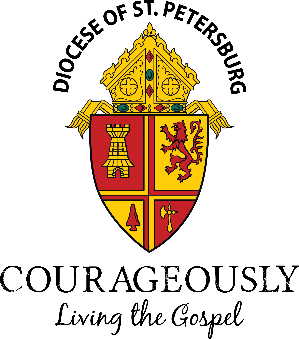 DIOCESE OF ST. PETERSBURG
COURAGEOUSLY
Living the Gospel